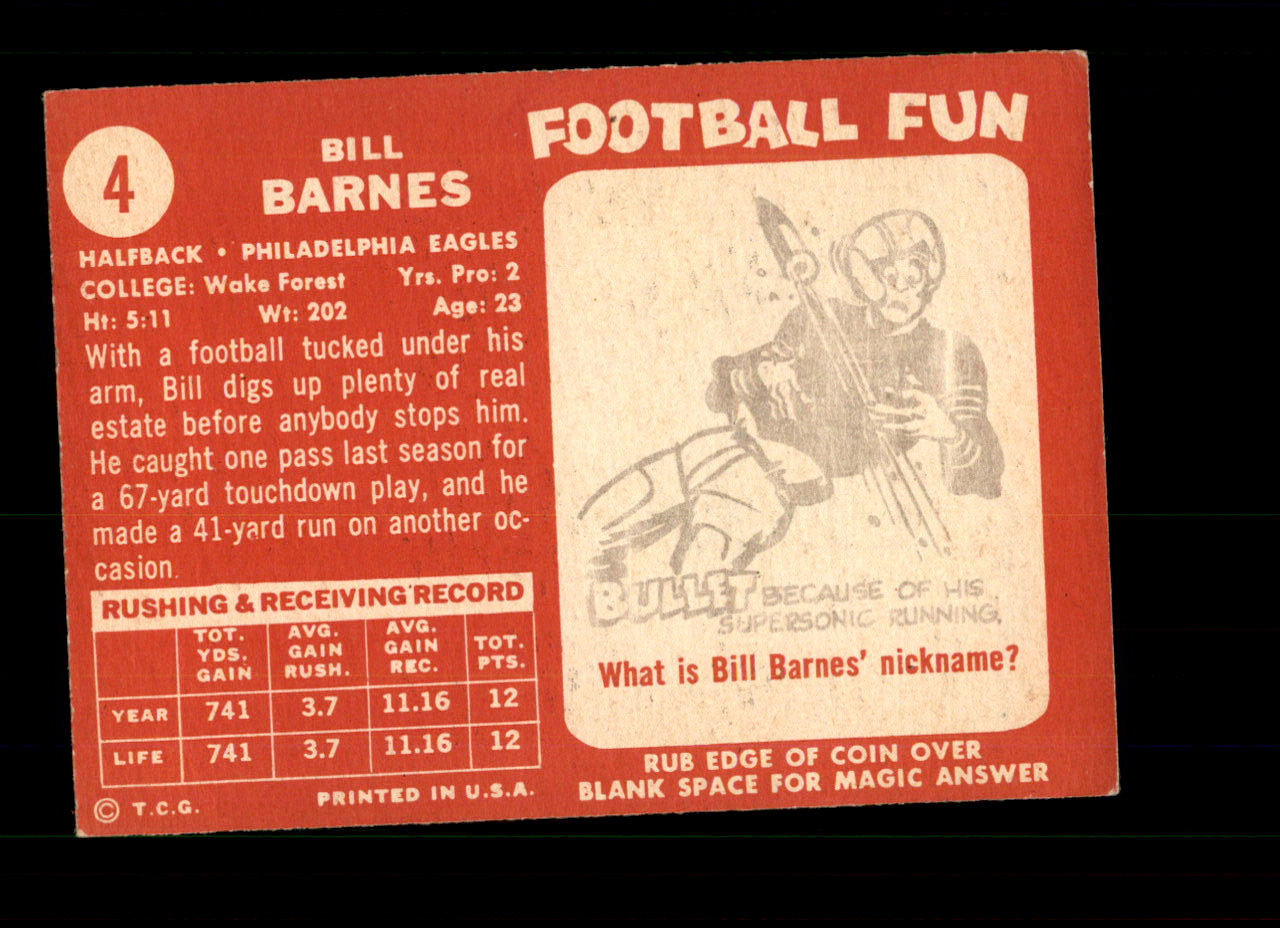 4
BILL
BARNES
HALFBACK • PHILADELPHIA EAGLES
COLLEGE: Wake Forest Yrs. Pro: 2
Ht: 5:11 Wt: 202 Age: 23
With a football tucked under his
arm, Bill digs up plenty of real
estate before anybody stops him.
He caught one pass last season for
a 67-yard touchdown play, and he
made a 41-yard run on another oc-
casion.
RUSHING & RECEIVING RECORD
TOT. YDS. GAIN AVG. GAIN RUSH. AVG. GAIN REC. TOT. PTS.
YEAR 741 3.7 11.16 12
LIFE 741 3.7 11.16 12
© T.C.G. PRINTED IN U.S.A.
FOOTBALL FUN
BULLET BECAUSE OF HIS
SUPERSONIC RUNNING.
What is Bill Barnes' nickname?
RUB EDGE OF COIN OVER
BLANK SPACE FOR MAGIC ANSWER